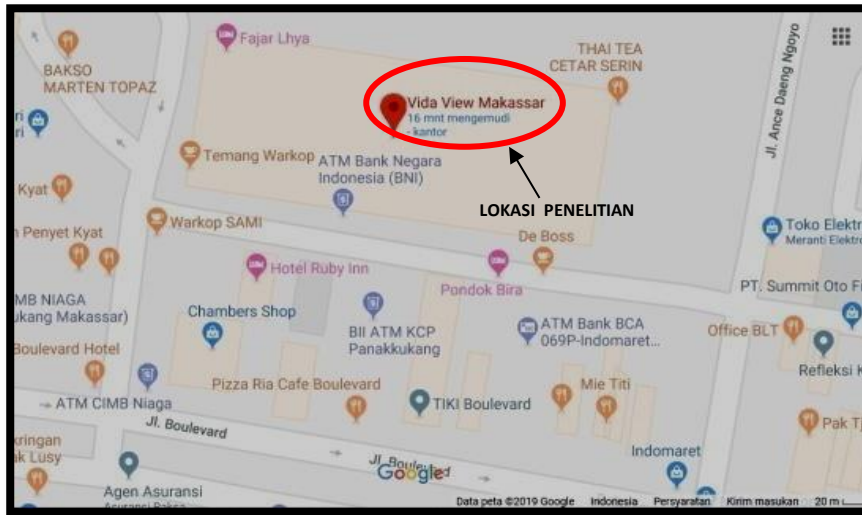 Fajar Lhya
BAKSO
MARTEN TOPAZ
THAI TEA
CETAR SERIN
Jl. Ance Daeng Ngoyo
Vida View Makassar
16 mnt mengemudi
- kantor
Temang Warkop
ATM Bank Negara
Indonesia (BNI)
LOKASI PENELITIAN
Kyat
Warkop SAMI
De Boss
Toko Elektr
Meranti Elektr
Penyet Kyat
Hotel Ruby Inn
Pondok Bira
PT. Summit Oto Fi
MB NIAGA
ukang Makassar)
Chambers Shop
BII ATM KCP
Panakkukang
ATM Bank BCA
069P-Indomaret...
Office BLT
Boulevard Hotel
Refleksi K
ATM CIMB Niaga
Pizza Ria Cafe Boulevard
TIKI Boulevard
Mie Titi
Pak Tj
Jl. Boulevard
kringan
ak Lusy
Jl. Boulevard
Google
Indomaret
Agen Asuransi
Data peta ©2019 Google Indonesia Persyaratan Kirim masukan 20 m